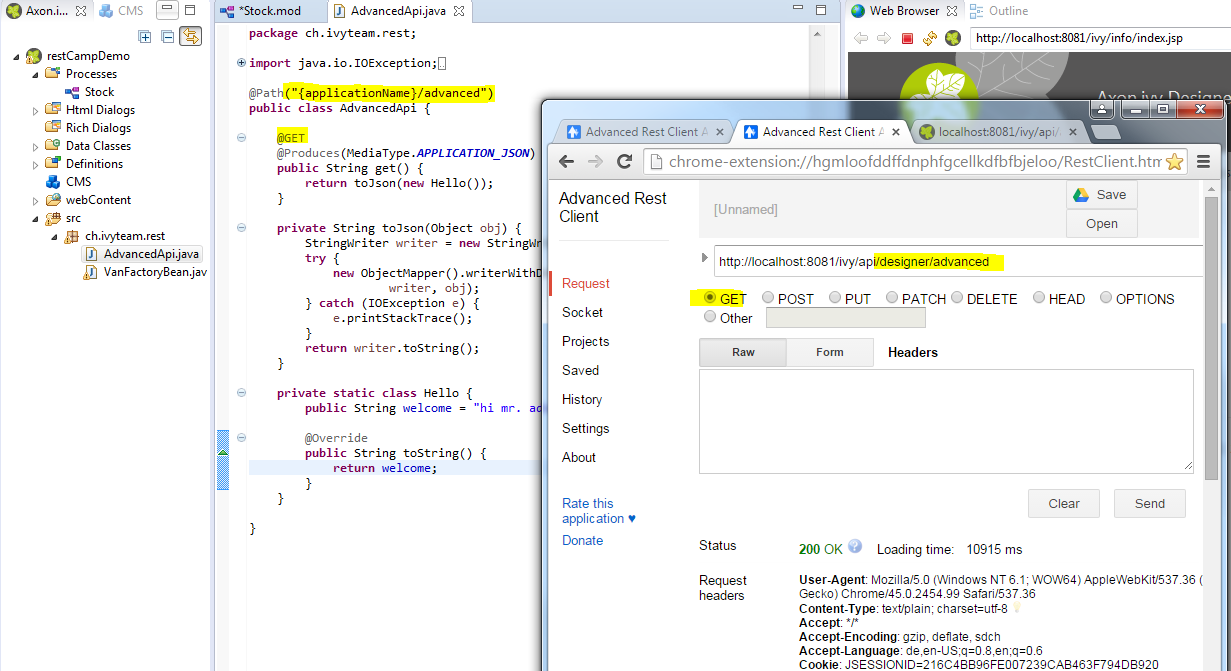 Axon.i...
CMS
restCampDemo
Processes
Stock
Html Dialogs
Rich Dialogs
Data Classes
Definitions
CMS
webContent
src
ch.ivyteam.rest
AdvancedApi.java
VanFactoryBean.jav
*Stock.mod
AdvancedApi.java
package ch.ivyteam.rest;
import java.io.IOException;
@Path("{applicationName}/advanced")
public class AdvancedApi {
@GET
@Produces(MediaType.APPLICATION_JSON)
public String get() {
return toJson(new Hello());
}
private String toJson(Object obj) {
StringWriter writer = new StringWr
try {
new ObjectMapper().writerWithD
writer, obj);
} catch (IOException e) {
e.printStackTrace();
}
return writer.toString();
}
private static class Hello {
public String welcome = "hi mr. ad
@Override
public String toString() {
return welcome;
}
}
}
Web Browser
Outline
http://localhost:8081/ivy/info/index.jsp
Axon.ivy Designe
Advanced Rest Client A
Advanced Rest Client A
localhost:8081/ivy/api/
chrome-extension://hgmloofddffdnphfgcellkdfbfbjeloo/RestClient.htm
Advanced Rest
Client
[Unnamed]
Save
Open
http://localhost:8081/ivy/api/designer/advanced
Request
Socket
Projects
Saved
History
Settings
About
Rate this
application ♥
Donate
GET POST PUT PATCH DELETE HEAD OPTIONS
Other
Raw Form Headers
Clear Send
Status 200 OK Loading time: 10915 ms
Request
headers
User-Agent: Mozilla/5.0 (Windows NT 6.1; WOW64) AppleWebKit/537.36 (
Gecko) Chrome/45.0.2454.99 Safari/537.36
Content-Type: text/plain; charset=utf-8
Accept: */*
Accept-Encoding: gzip, deflate, sdch
Accept-Language: de,en-US;q=0.8,en;q=0.6
Cookie: JSESSIONID=216C4BB96FE007239CAB463F794DB920